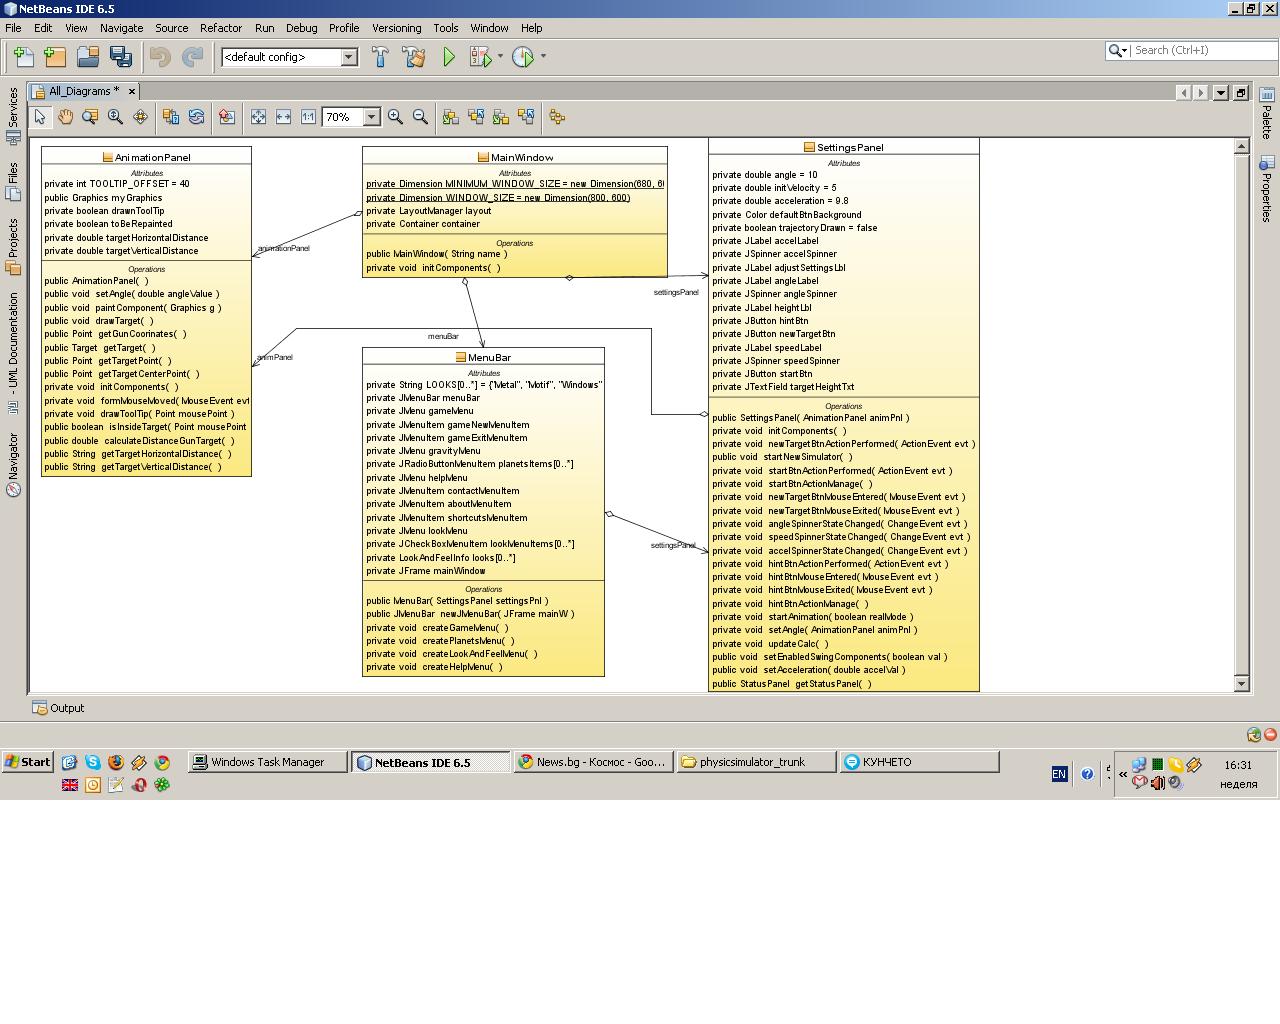 NetBeans IDE 6.5
File Edit View Navigate Source Refactor Run Debug Profile Versioning Tools Window Help
<default config>
Search (Ctrl+I)
All_Diagrams *
70%
Services
Files
Projects
UML Documentation
Navigator
Palette
Properties
AnimationPanel
Attributes
private int TOOLTIP_OFFSET = 40
public Graphics myGraphics
private boolean drawnToolTip
private boolean toBeRepainted
private double targetHorizontalDistance
private double targetVerticalDistance
Operations
public AnimationPanel( )
public void setAngle( double angleValue )
public void paintComponent( Graphics g )
public void drawTarget( )
public Point getGunCoorinates( )
public Target getTarget( )
public Point getTargetPoint( )
public Point getTargetCenterPoint( )
private void initComponents( )
private void formMouseMoved( MouseEvent evt
private void drawToolTip( Point mousePoint )
public boolean isInsideTarget( Point mousePoint
public double calculateDistanceGunTarget( )
public String getTargetHorizontalDistance( )
public String getTargetVerticalDistance( )
MainWindow
Attributes
private Dimension MINIMUM_WINDOW_SIZE = new Dimension(680, 6
private Dimension WINDOW_SIZE = new Dimension(800, 600)
private LayoutManager layout
private Container container
Operations
public MainWindow( String name )
private void initComponents( )
animationPanel
settingsPanel
menuBar
animPanel
settingsPanel
MenuBar
Attributes
private String LOOKS[0..*] = {"Metal", "Motif", "Windows"
private JMenuBar menuBar
private JMenu gameMenu
private JMenuItem gameNewMenuItem
private JMenuItem gameExitMenuItem
private JMenu gravityMenu
private JRadioButtonMenuItem planetsItems[0..*]
private JMenu helpMenu
private JMenuItem contactMenuItem
private JMenuItem aboutMenuItem
private JMenuItem shortcutsMenuItem
private JMenu lookMenu
private JCheckBoxMenuItem lookMenuItems[0..*]
private LookAndFeelInfo looks[0..*]
private JFrame mainWindow
Operations
public MenuBar( SettingsPanel settingsPnl )
public JMenuBar newJMenuBar( JFrame mainW )
private void createGameMenu( )
private void createPlanetsMenu( )
private void createLookAndFeelMenu( )
private void createHelpMenu( )
SettingsPanel
Attributes
private double angle = 10
private double initVelocity = 5
private double acceleration = 9.8
private Color defaultBtnBackground
private boolean trajectoryDrawn = false
private JLabel accelLabel
private JSpinner accelSpinner
private JLabel adjustSettingsLbl
private JLabel angleLabel
private JSpinner angleSpinner
private JLabel heightLbl
private JButton hintBtn
private JButton newTargetBtn
private JLabel speedLabel
private JSpinner speedSpinner
private JButton startBtn
private JTextField targetHeightTxt
Operations
public SettingsPanel( AnimationPanel animPnl )
private void initComponents( )
private void newTargetBtnActionPerformed( ActionEvent evt )
public void startNewSimulator( )
private void startBtnActionPerformed( ActionEvent evt )
private void startBtnActionManage( )
private void newTargetBtnMouseEntered( MouseEvent evt )
private void newTargetBtnMouseExited( MouseEvent evt )
private void angleSpinnerStateChanged( ChangeEvent evt )
private void speedSpinnerStateChanged( ChangeEvent evt )
private void accelSpinnerStateChanged( ChangeEvent evt )
private void hintBtnActionPerformed( ActionEvent evt )
private void hintBtnMouseEntered( MouseEvent evt )
private void hintBtnMouseExited( MouseEvent evt )
private void hintBtnActionManage( )
private void startAnimation( boolean realMode )
private void setAngle( AnimationPanel animPnl )
private void updateCalc( )
public void setEnabledSwingComponents( boolean val )
public void setAcceleration( double accelVal )
public StatusPanel getStatusPanel( )
Output
Start
Windows Task Manager
NetBeans IDE 6.5
News.bg - Космос - Goo...
physicsimulator_trunk
КУНЧЕТО
EN
16:31
неделя